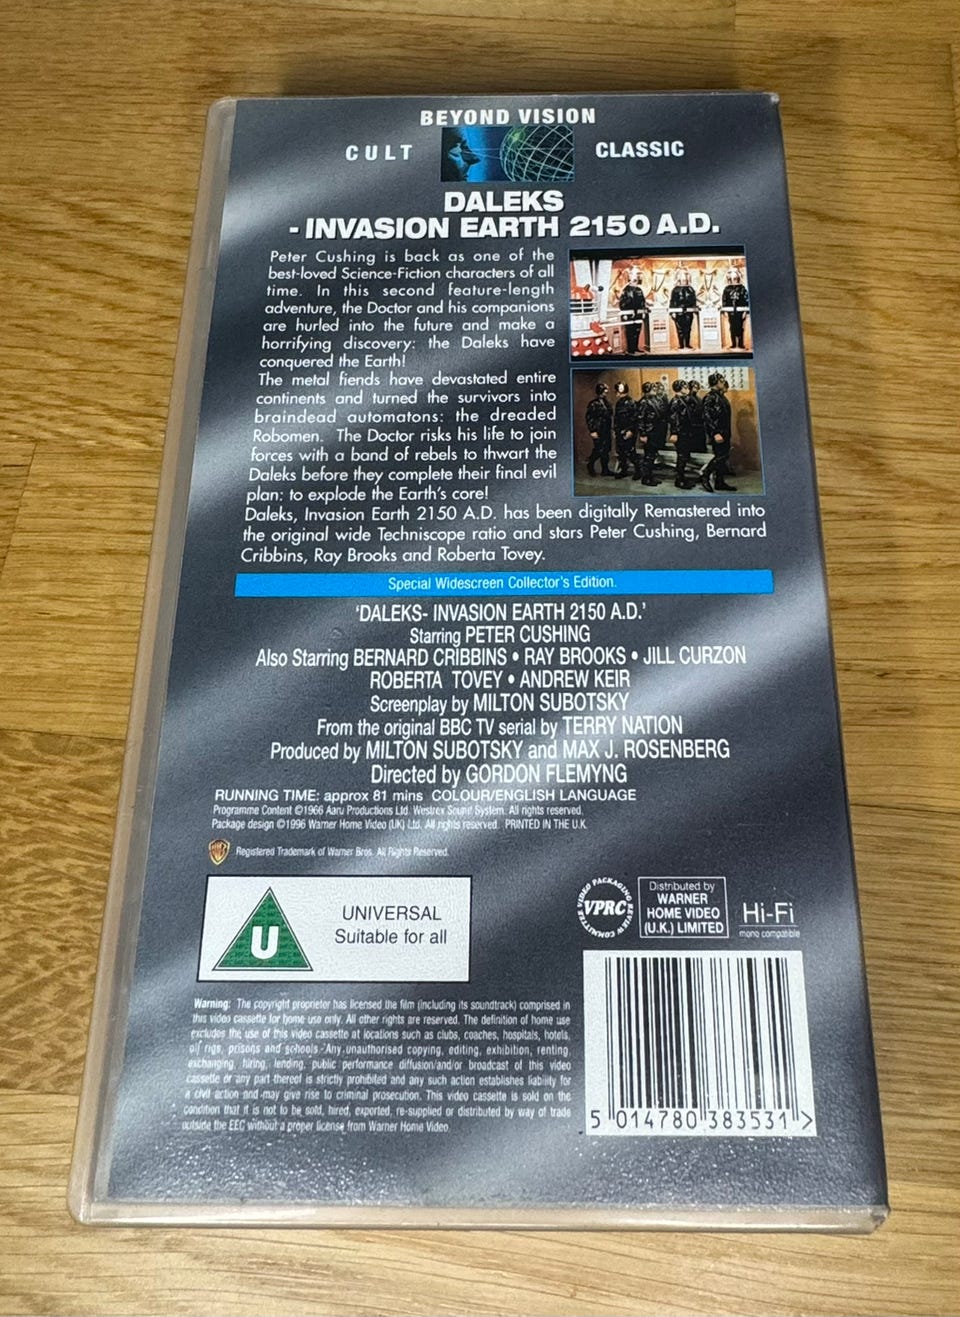 BEYOND VISION
CULT CLASSIC
DALEKS
- INVASION EARTH 2150 A.D.
Peter Cushing is back as one of the
best-loved Science-Fiction characters of all
time. In this second feature-length
adventure, the Doctor and his companions
are hurled into the future and make a
horrifying discovery: the Daleks have
conquered the Earth!
The metal fiends have devastated entire
continents and turned the survivors into
braindead automatons: the dreaded
Robomen. The Doctor risks his life to join
forces with a band of rebels to thwart the
Daleks before they complete their final evil
plan: to explode the Earth's core!
Daleks, Invasion Earth 2150 A.D. has been digitally Remastered into
the original wide Techniscope ratio and stars Peter Cushing, Bernard
Cribbins, Ray Brooks and Roberta Tovey.
Special Widescreen Collector's Edition.
'DALEKS- INVASION EARTH 2150 A.D.'
Starring PETER CUSHING
Also Starring BERNARD CRIBBINS • RAY BROOKS • JILL CURZON
ROBERTA TOVEY • ANDREW KEIR
Screenplay by MILTON SUBOTSKY
From the original BBC TV serial by TERRY NATION
Produced by MILTON SUBOTSKY and MAX J. ROSENBERG
Directed by GORDON FLEMYNG
RUNNING TIME: approx 81 mins COLOUR/ENGLISH LANGUAGE
Programme Content ©1966 Aaru Productions Ltd. Westrex Sound System. All rights reserved.
Package design ©1996 Warner Home Video (UK) Ltd. All rights reserved. PRINTED IN THE U.K
Registered Trademark of Warner Bros. All Rights Reserved.
U
UNIVERSAL
Suitable for all
VIDEO PACKAGING REVIEW COMMITTEE
VPRC
Distributed by
WARNER
HOME VIDEO
(U.K.) LIMITED
Hi-Fi
mono compatible
Warning: The copyright proprietor has licensed the film (including its soundtrack) comprised in
this video cassette for home use only. All other rights are reserved. The definition of home use
excludes the use of this video cassette at locations such as clubs, coaches, hospitals, hotels,
oil rigs, prisons and schools. Any unauthorised copying, editing, exhibition, renting,
exchanging, hiring, lending, public performance diffusion/and/or broadcast of this video
cassette or any part thereof is strictly prohibited and any such action establishes liability for
a civil action and may give rise to criminal prosecution. This video cassette is sold on the
condition that it is not to be sold, hired, exported, re-supplied or distributed by way of trade
outside the EEC without a proper license from Warner Home Video.
5 014780 383531 >